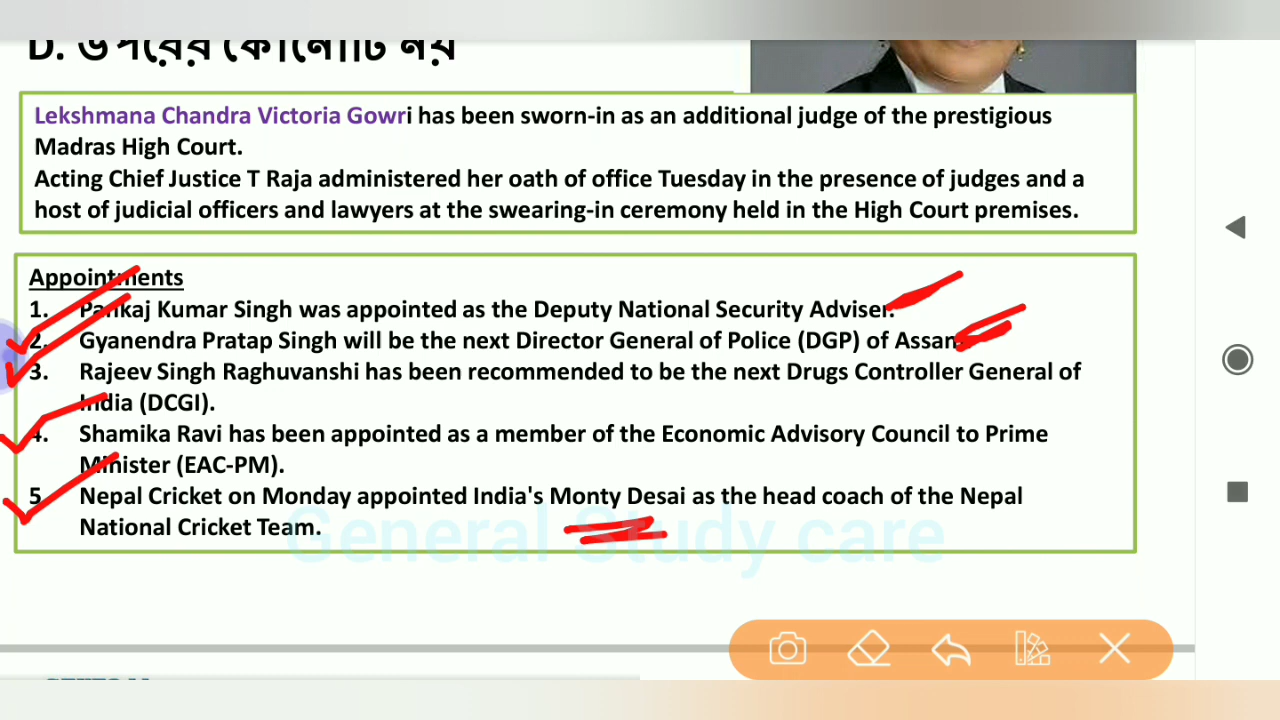 D. উপরের কোনোটি নয়
Lekshmana Chandra Victoria Gowri has been sworn-in as an additional judge of the prestigious
Madras High Court.
Acting Chief Justice T Raja administered her oath of office Tuesday in the presence of judges and a
host of judicial officers and lawyers at the swearing-in ceremony held in the High Court premises.
Appointments
1. Pankaj Kumar Singh was appointed as the Deputy National Security Adviser.
2. Gyanendra Pratap Singh will be the next Director General of Police (DGP) of Assam.
3. Rajeev Singh Raghuvanshi has been recommended to be the next Drugs Controller General of
India (DCGI).
4. Shamika Ravi has been appointed as a member of the Economic Advisory Council to Prime
Minister (EAC-PM).
5. Nepal Cricket on Monday appointed India's Monty Desai as the head coach of the Nepal
National Cricket Team.
General Study care